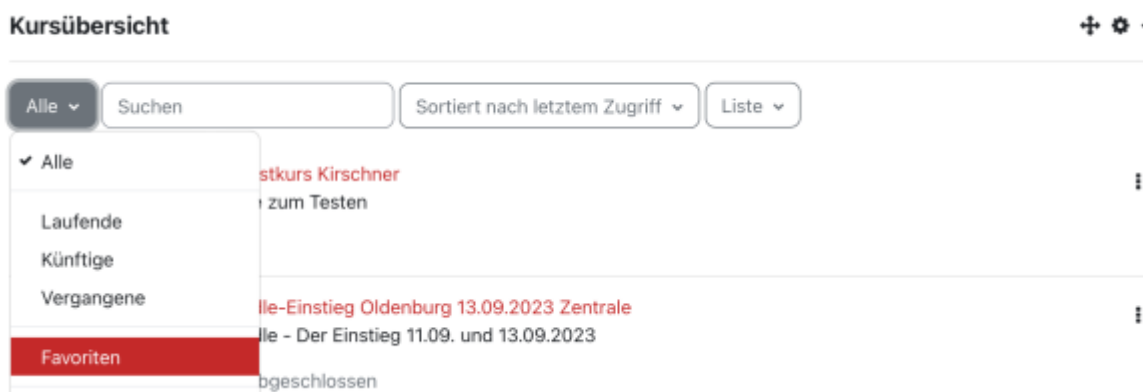 Kursübersicht
Alle Suchen Sortiert nach letztem Zugriff Liste
Alle
stkurs Kirschner
zum Testen
Laufende
Künftige
Vergangene
lle-Einstieg Oldenburg 13.09.2023 Zentrale
lle - Der Einstieg 11.09. und 13.09.2023
Favoriten
bgeschlossen